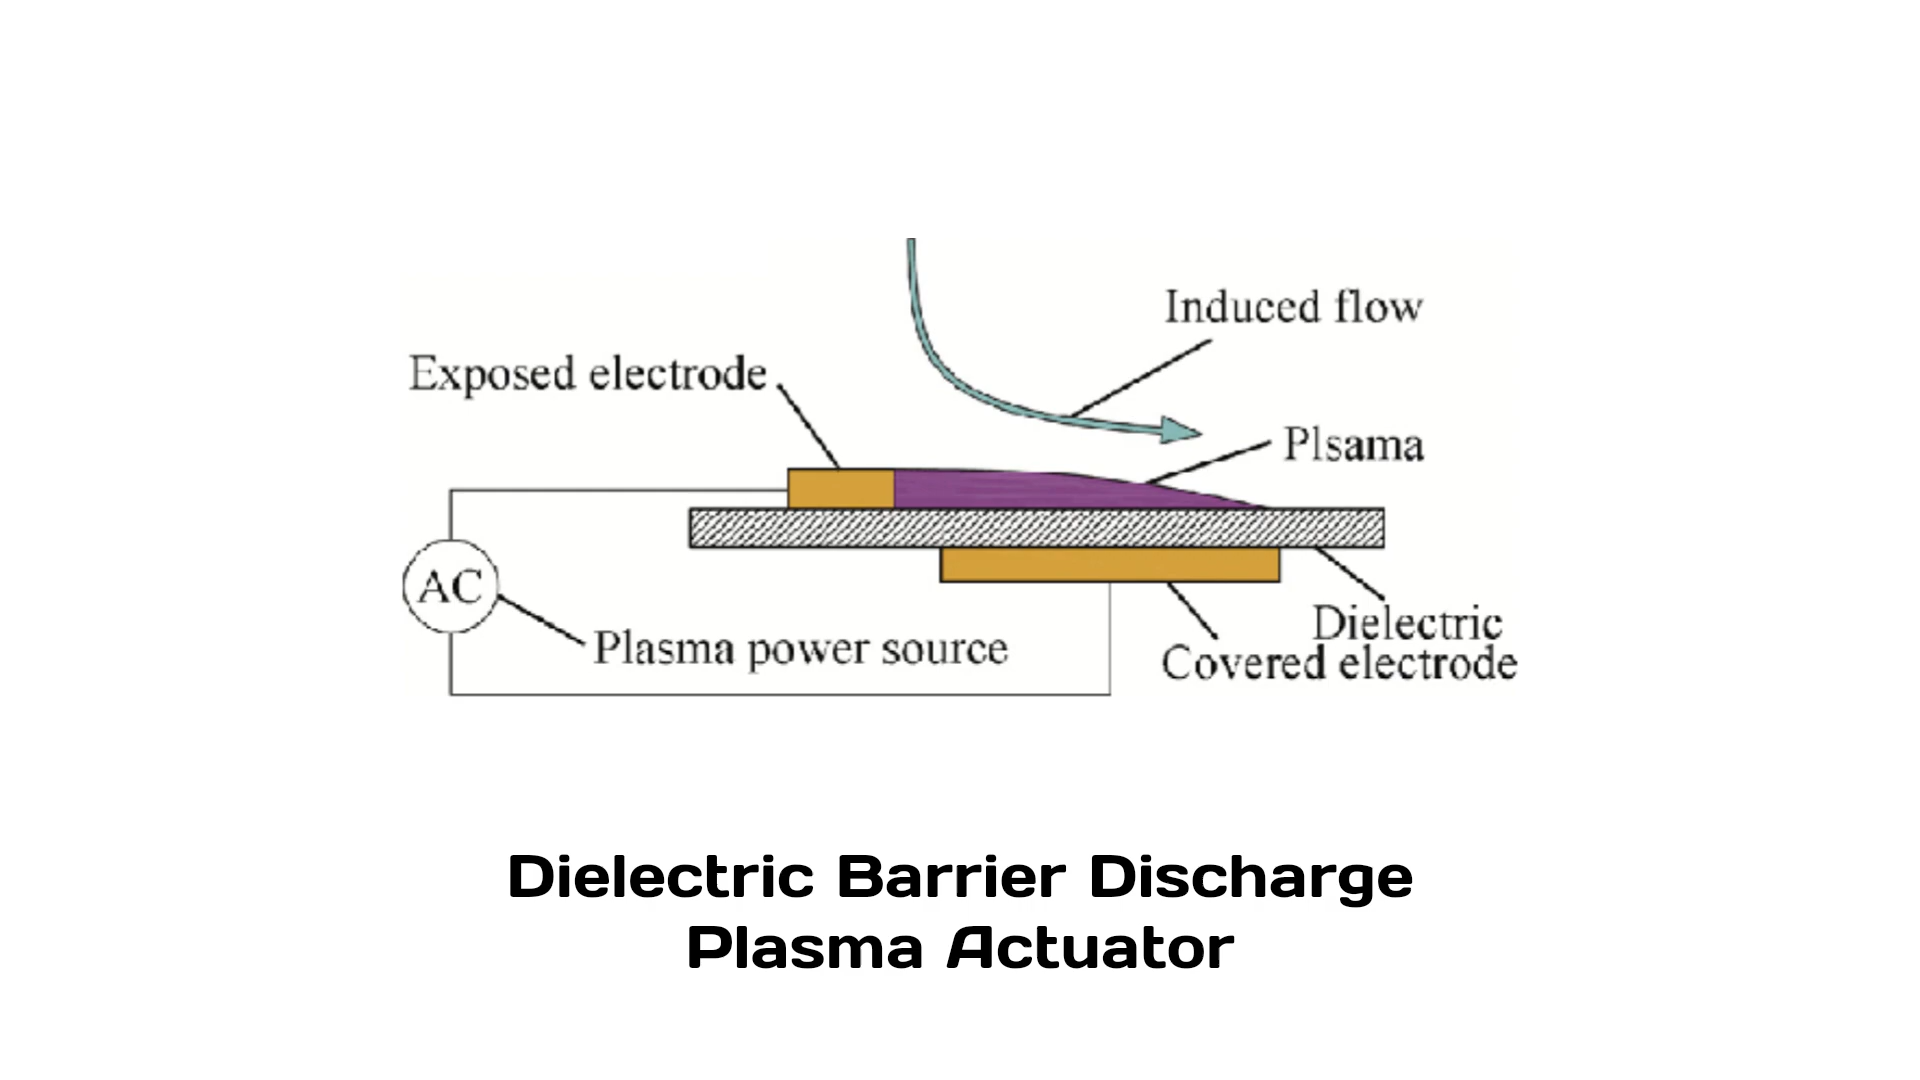 Induced flow
Exposed electrode
Plsama
AC
Plasma power source
Dielectric
Covered electrode
Dielectric Barrier Discharge
Plasma Actuator